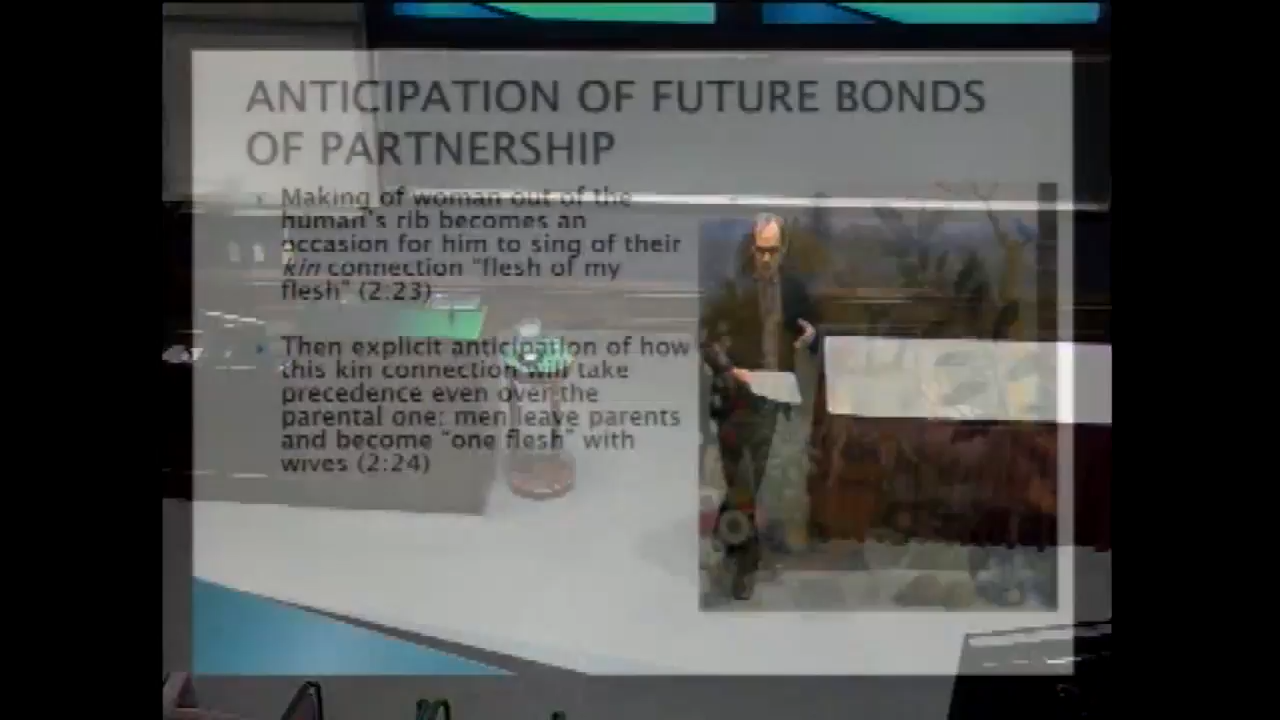 ANTICIPATION OF FUTURE BONDS
OF PARTNERSHIP
Making of woman out of the
human's rib becomes an
occasion for him to sing of their
kin connection "flesh of my
flesh" (2:23)
Then explicit anticipation of how
this kin connection will take
precedence even over the
parental one: men leave parents
and become "one flesh" with
wives (2:24)